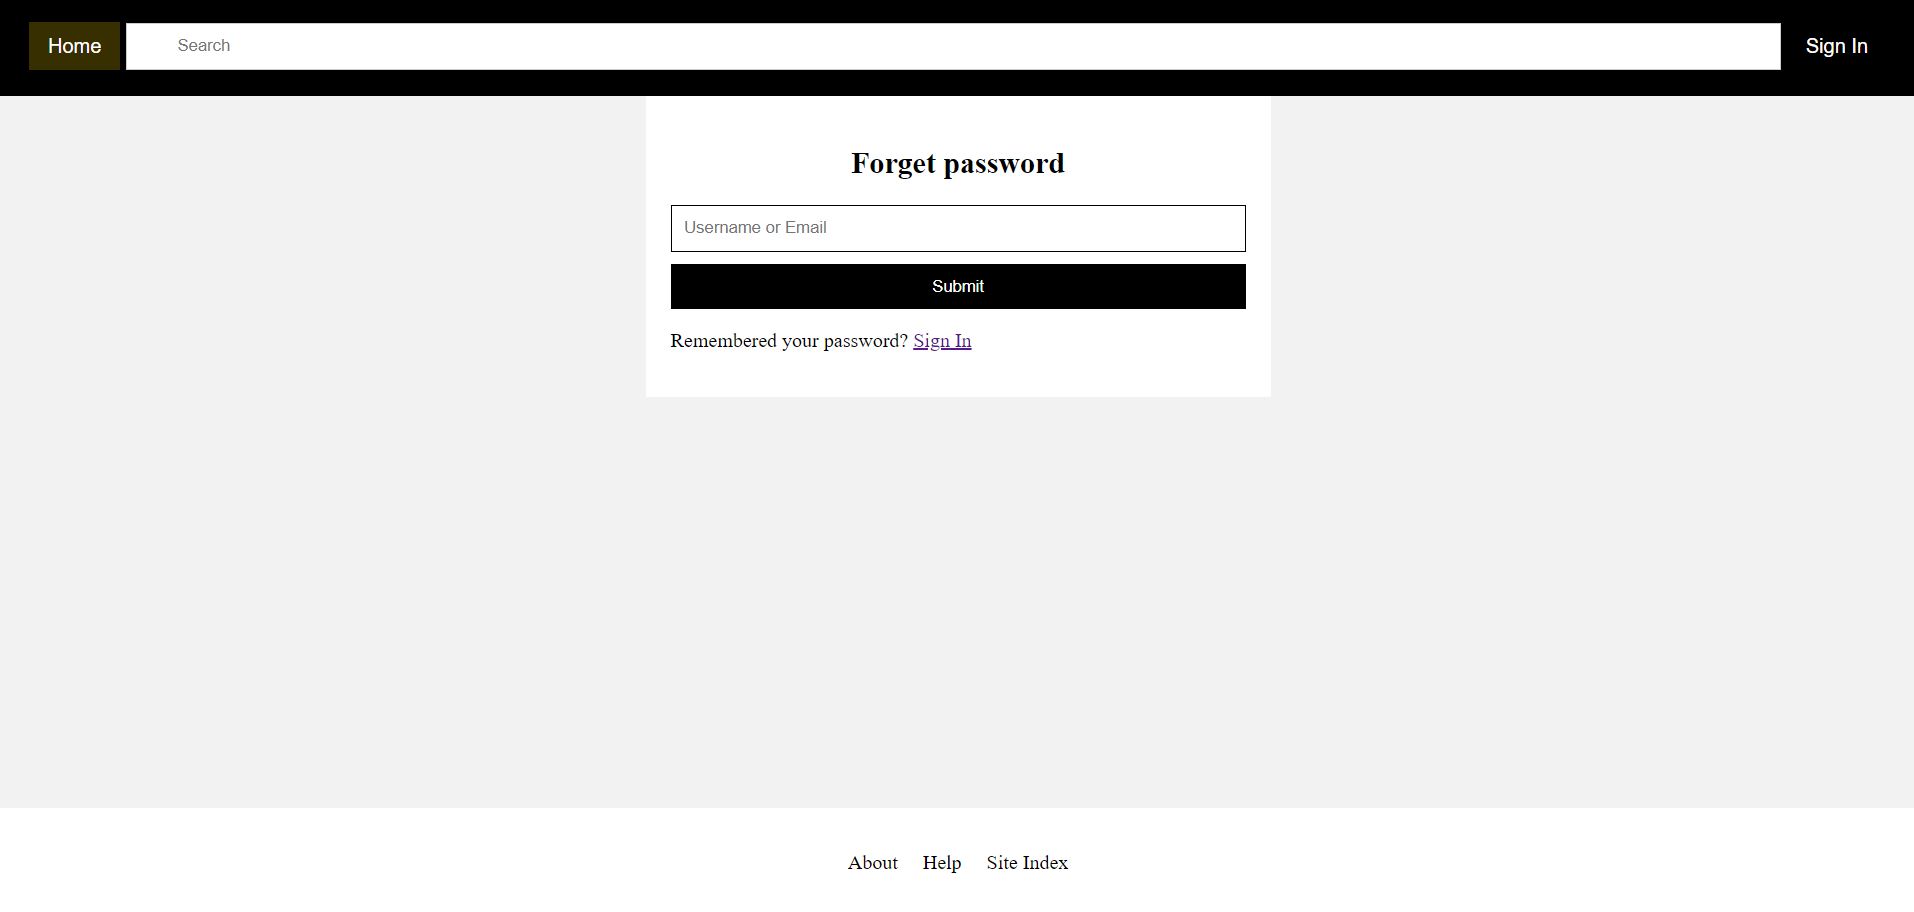 Home Search Sign In
Forget password
Username or Email
Submit
Remembered your password? Sign In
About Help Site Index